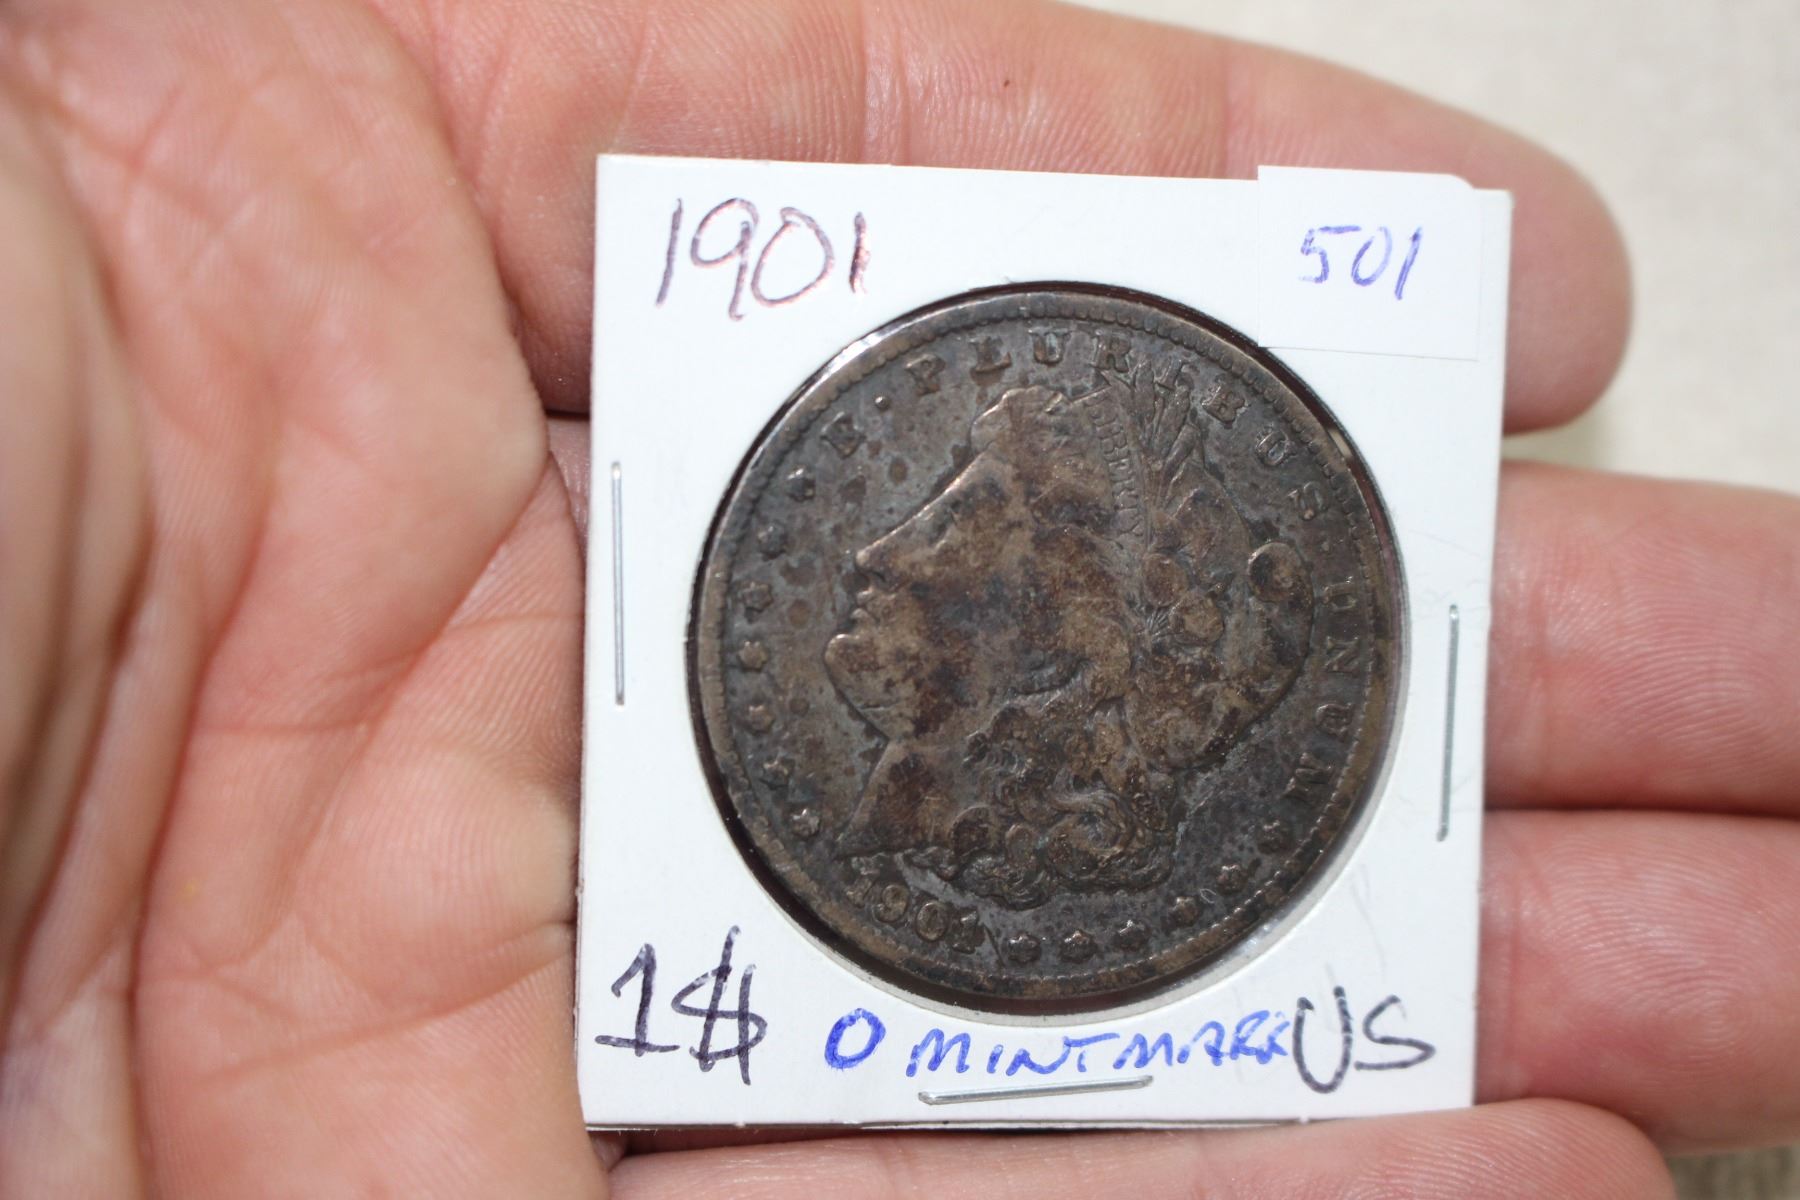 1901
501
E · PLURIBUS · UNUM
LIBERTY
1901
1$ O MINTMARK US